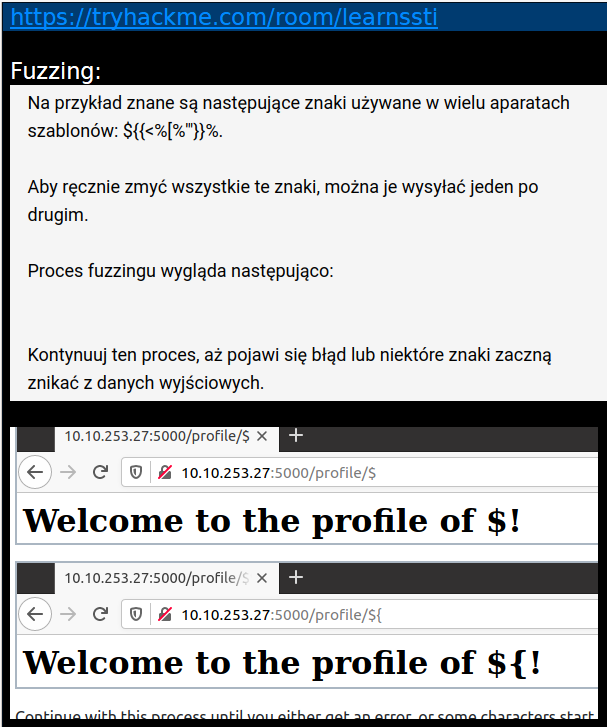 https://tryhackme.com/room/learnssti
Fuzzing:
Na przykład znane są następujące znaki używane w wielu aparatach
szablonów: ${{<%[%'"}}%.
Aby ręcznie zmyć wszystkie te znaki, można je wysyłać jeden po
drugim.
Proces fuzzingu wygląda następująco:
Kontynuuj ten proces, aż pojawi się błąd lub niektóre znaki zaczną
znikać z danych wyjściowych.
10.10.253.27:5000/profile/$
10.10.253.27:5000/profile/$
Welcome to the profile of $!
10.10.253.27:5000/profile/$
10.10.253.27:5000/profile/${
Welcome to the profile of ${!
Continue with this process until you either get an error, or some characters start